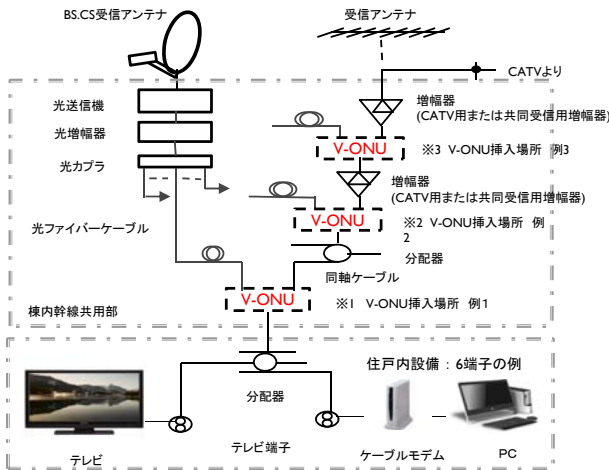 BS.CS受信アンテナ
受信アンテナ
CATVより
光送信機
増幅器
(CATV用または共同受信用増幅器)
光増幅器
V-ONU
※3 V-ONU挿入場所 例3
光カプラ
増幅器
(CATV用または共同受信用増幅器)
V-ONU
※2 V-ONU挿入場所 例
2
光ファイバーケーブル
分配器
同軸ケーブル
V-ONU
※1 V-ONU挿入場所 例1
棟内幹線共用部
住戸内設備：6端子の例
分配器
テレビ
テレビ端子
ケーブルモデム
PC